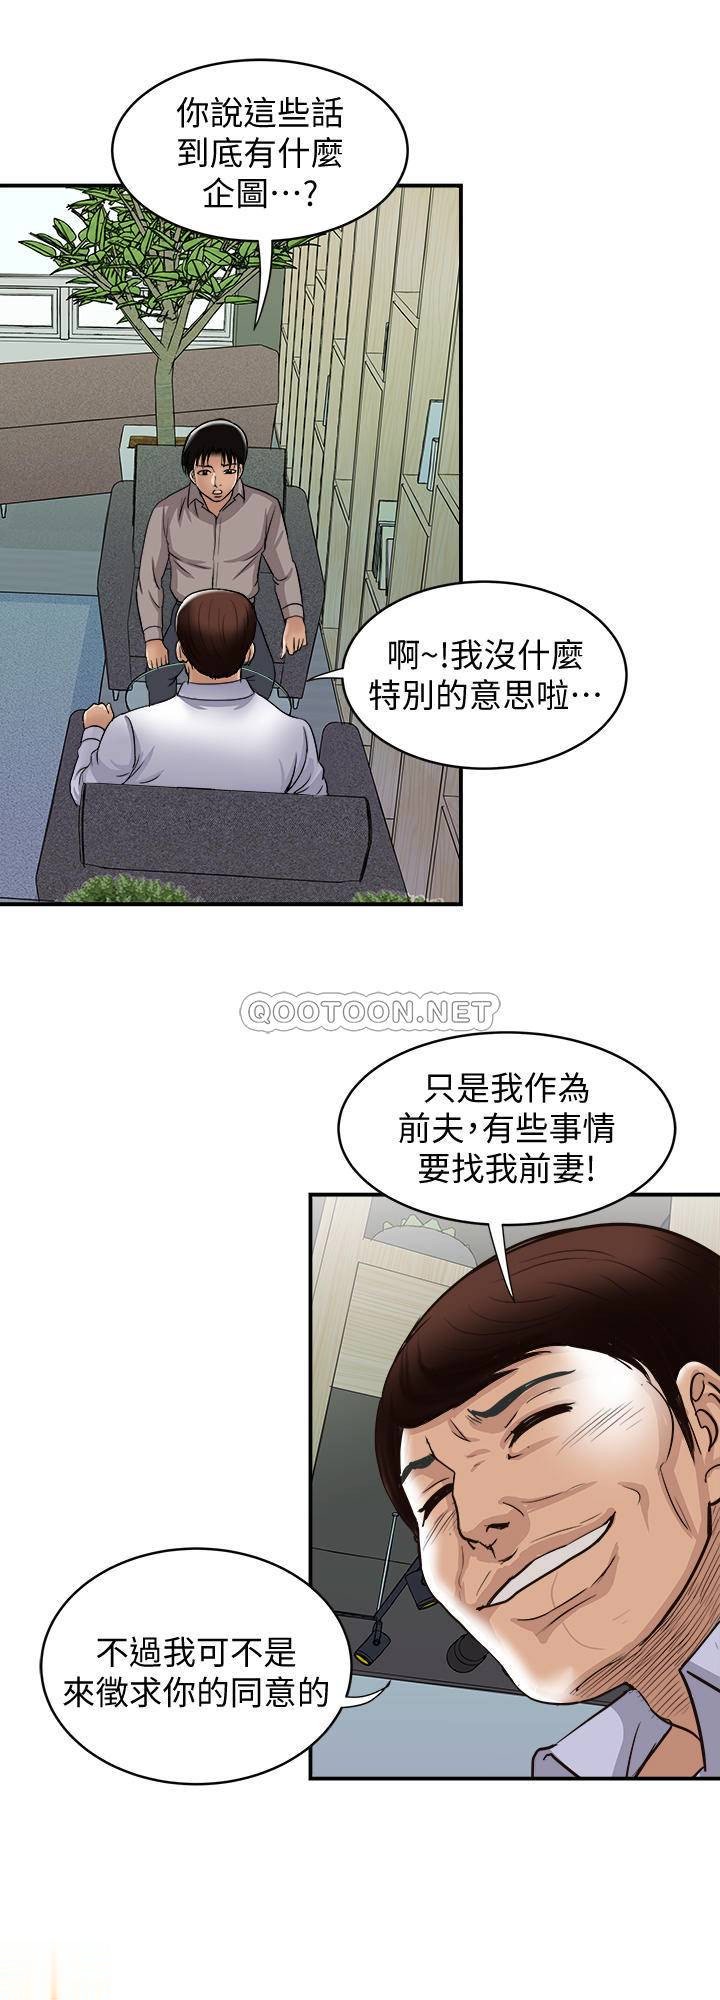 你說這些話
到底有什麼
企圖⋯?
啊~!我沒什麼
特別的意思啦⋯
QOOTOON.NET
只是我作為
前夫,有些事情
要找我前妻!
不過我可不是
來徵求你的同意的